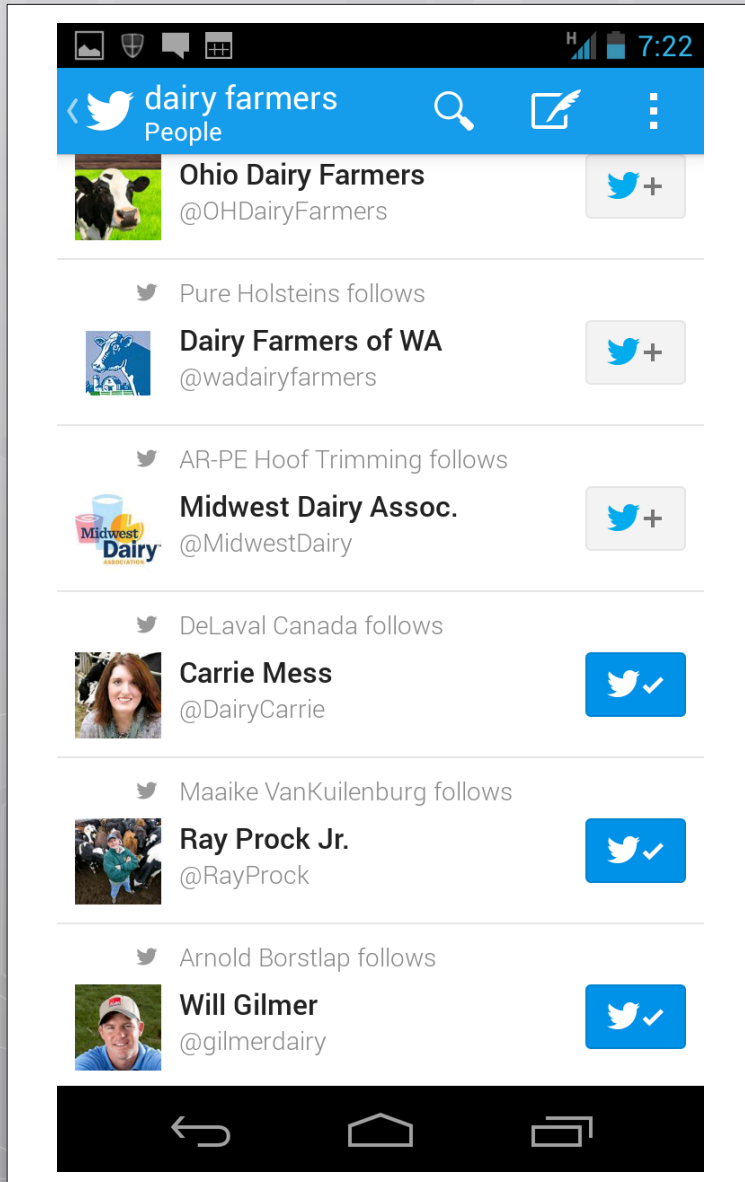 H 7:22
dairy farmers
People
Ohio Dairy Farmers
@OHDairyFarmers
Pure Holsteins follows
Dairy Farmers of WA
@wadairyfarmers
AR-PE Hoof Trimming follows
Midwest Dairy Assoc.
@MidwestDairy
Midwest
Dairy
ASSOCIATION
DeLaval Canada follows
Carrie Mess
@DairyCarrie
Maaike VanKuilenburg follows
Ray Prock Jr.
@RayProck
Arnold Borstlap follows
Will Gilmer
@gilmerdairy